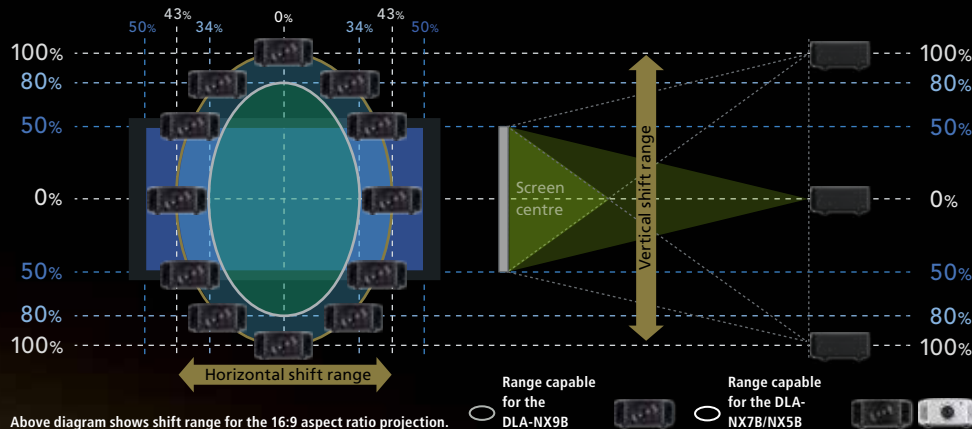 43% 0% 43%
50% 34% 34% 50%
100% 100%
80% 80%
50% 50%
0% 0%
50% 50%
80% 80%
100% 100%
Screen
centre
Vertical shift range
Horizontal shift range
Above diagram shows shift range for the 16:9 aspect ratio projection.
Range capable
for the
DLA-NX9B
Range capable
for the DLA-
NX7B/NX5B